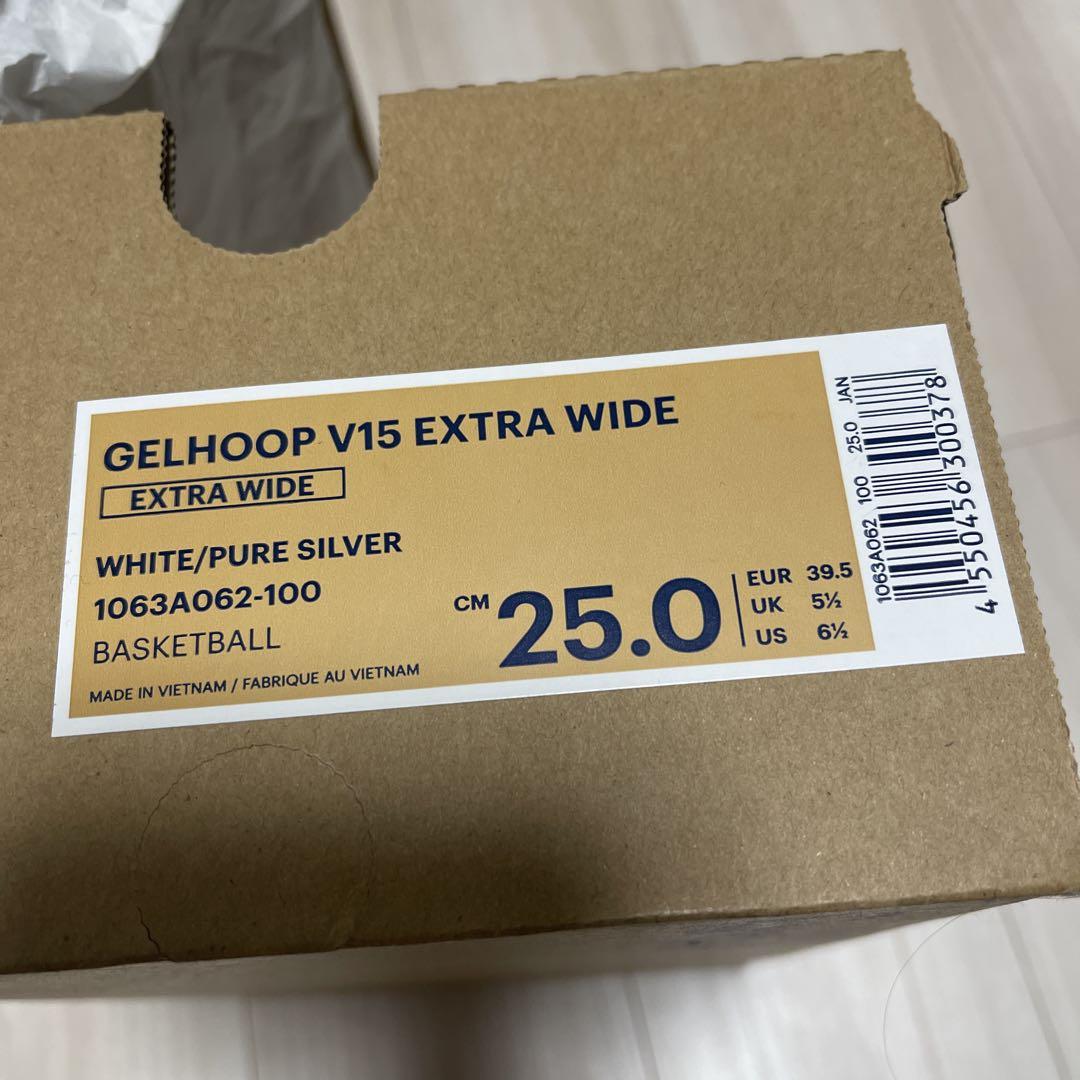 GELHOOP V15 EXTRA WIDE
EXTRA WIDE
WHITE/PURE SILVER
1063A062-100
BASKETBALL
MADE IN VIETNAM / FABRIQUE AU VIETNAM
CM 25.0
EUR 39.5
UK 5½
US 6½
1063A062 100 25.0 JAN
4 550456 300378